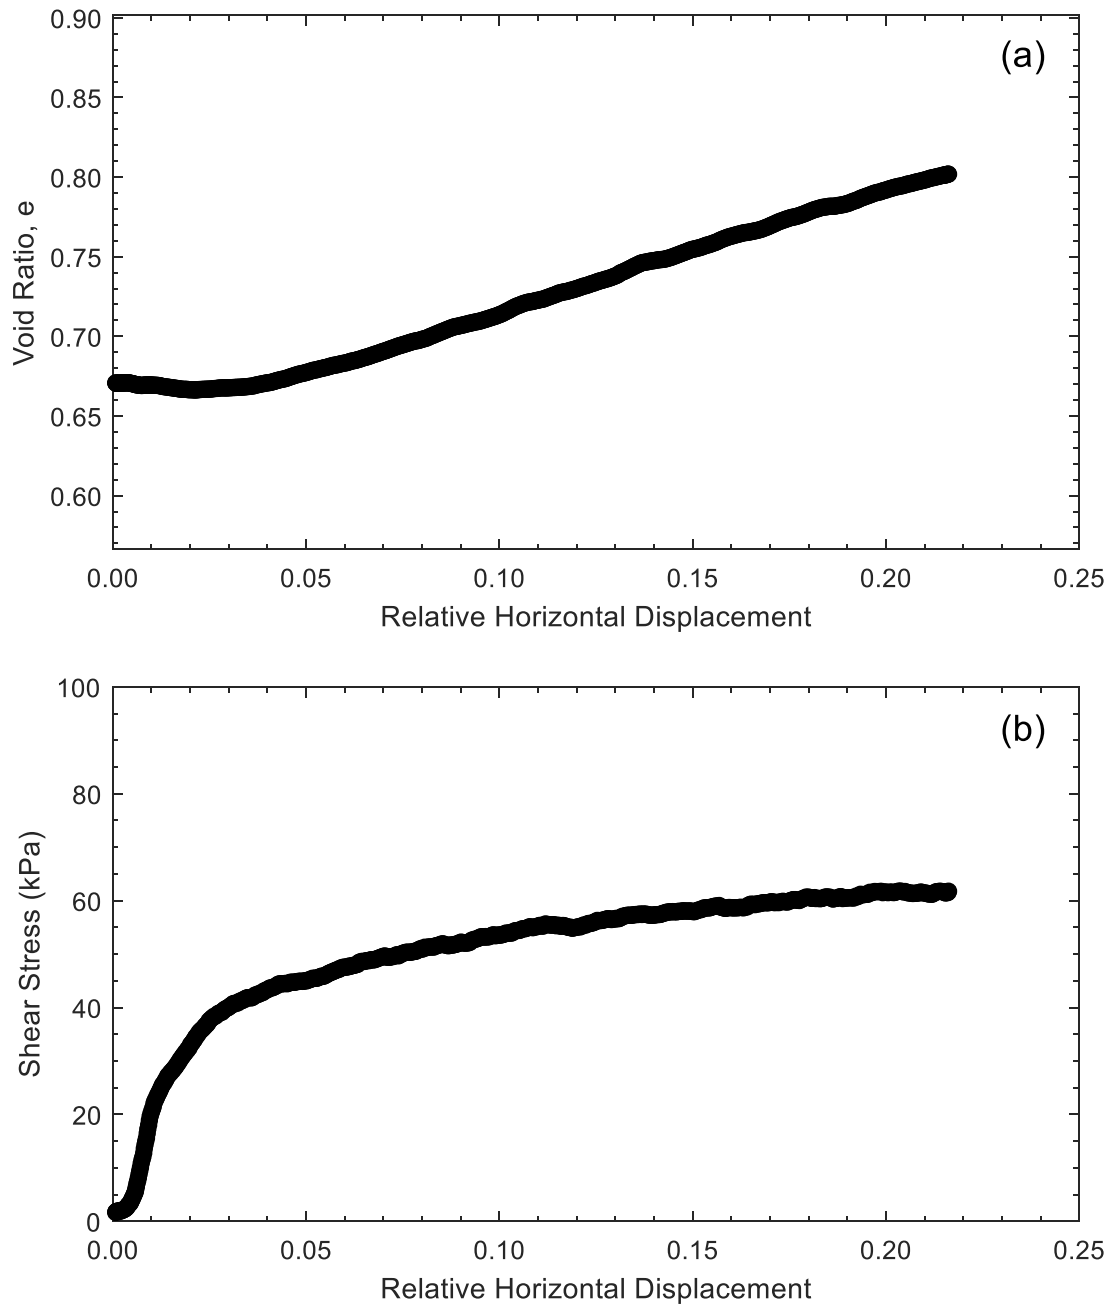 (a)
0.90
0.85
0.80
0.75
0.70
0.65
0.60
Void Ratio, e
0.00 0.05 0.10 0.15 0.20 0.25
Relative Horizontal Displacement
(b)
100
80
60
40
20
0
Shear Stress (kPa)
0.00 0.05 0.10 0.15 0.20 0.25
Relative Horizontal Displacement